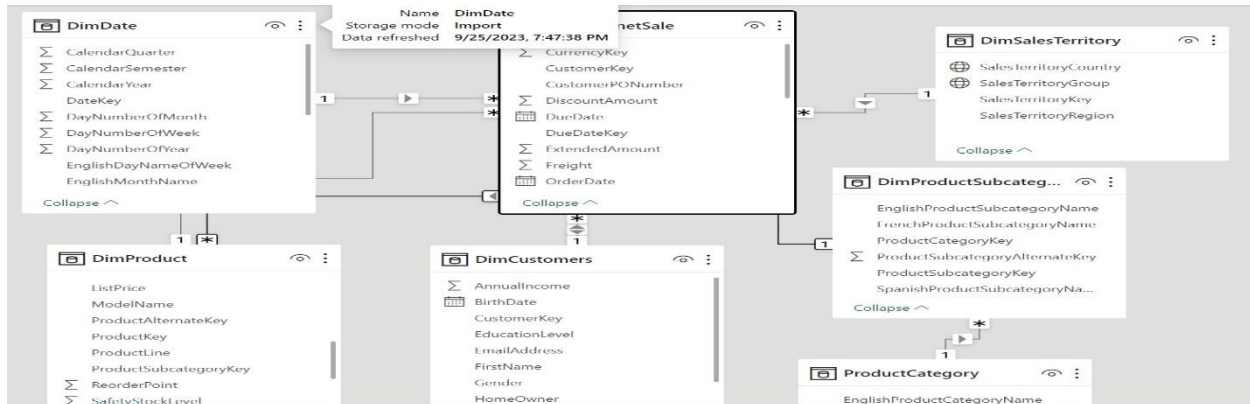 DimDate
CalendarQuarter
CalendarSemester
CalendarYear
DateKey
DayNumberOfMonth
DayNumberOfWeek
DayNumberOfYear
EnglishDayNameOfWeek
EnglishMonthName
Collapse
Name DimDate
Storage mode Import
Data refreshed 9/25/2023, 7:47:38 PM
netSale
CurrencyKey
CustomerKey
CustomerPONumber
DiscountAmount
DueDate
DueDateKey
ExtendedAmount
Freight
OrderDate
Collapse
DimSalesTerritory
SalesTerritoryCountry
SalesTerritoryGroup
SalesTerritoryKey
SalesTerritoryRegion
Collapse
1
*
*
*
1
DimProductSubcateg...
EnglishProductSubcategoryName
FrenchProductSubcategoryName
ProductCategoryKey
ProductSubcategoryAlternateKey
ProductSubcategoryKey
SpanishProductSubcategoryNa...
Collapse
1
1
*
*
1
DimProduct
ListPrice
ModelName
ProductAlternateKey
ProductKey
ProductLine
ProductSubcategoryKey
ReorderPoint
SafetyStockLevel
DimCustomers
AnnualIncome
BirthDate
CustomerKey
EducationLevel
EmailAddress
FirstName
Gender
HomeOwner
*
1
ProductCategory
EnglishProductCategoryName